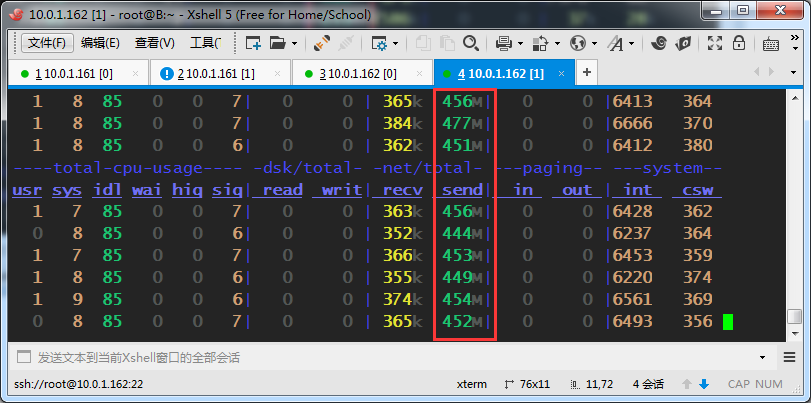 10.0.1.162 [1] - root@B:~ - Xshell 5 (Free for Home/School)
文件(F) 编辑(E) 查看(V) 工具(
1 10.0.1.161 [0] 2 10.0.1.161 [1] 3 10.0.1.162 [0] 4 10.0.1.162 [1]
1 8 85 0 0 7| 0 0 | 365k 456M| 0 0 |6413 364
1 8 85 0 0 7| 0 0 | 384k 477M| 0 0 |6666 370
1 8 85 0 0 6| 0 0 | 362k 451M| 0 0 |6412 380
----total-cpu-usage---- -dsk/total- -net/total- ---paging-- ---system--
usr sys idl wai hiq siq| read writ| recv send| in out | int csw
1 7 85 0 0 7| 0 0 | 363k 456M| 0 0 |6428 362
0 8 85 0 0 6| 0 0 | 352k 444M| 0 0 |6237 364
1 7 85 0 0 7| 0 0 | 366k 453M| 0 0 |6453 359
1 8 85 0 0 6| 0 0 | 355k 449M| 0 0 |6220 374
1 9 85 0 0 6| 0 0 | 374k 454M| 0 0 |6561 369
0 8 85 0 0 7| 0 0 | 365k 452M| 0 0 |6493 356
发送文本到当前Xshell窗口的全部会话
ssh://root@10.0.1.162:22 xterm 76x11 11,72 4 会话 CAP NUM